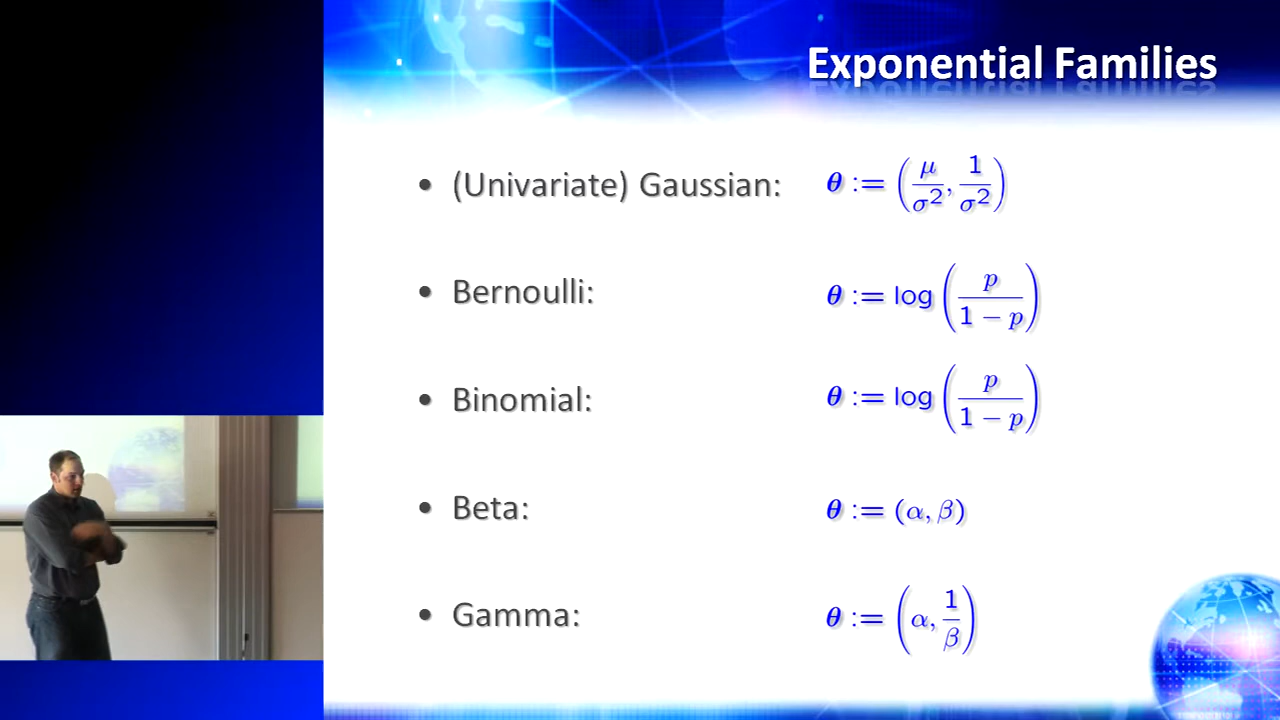 Exponential Families
• (Univariate) Gaussian: θ := (μ/σ², 1/σ²)
• Bernoulli: θ := log(p/(1 − p))
• Binomial: θ := log(p/(1 − p))
• Beta: θ := (α, β)
• Gamma: θ := (α, 1/β)